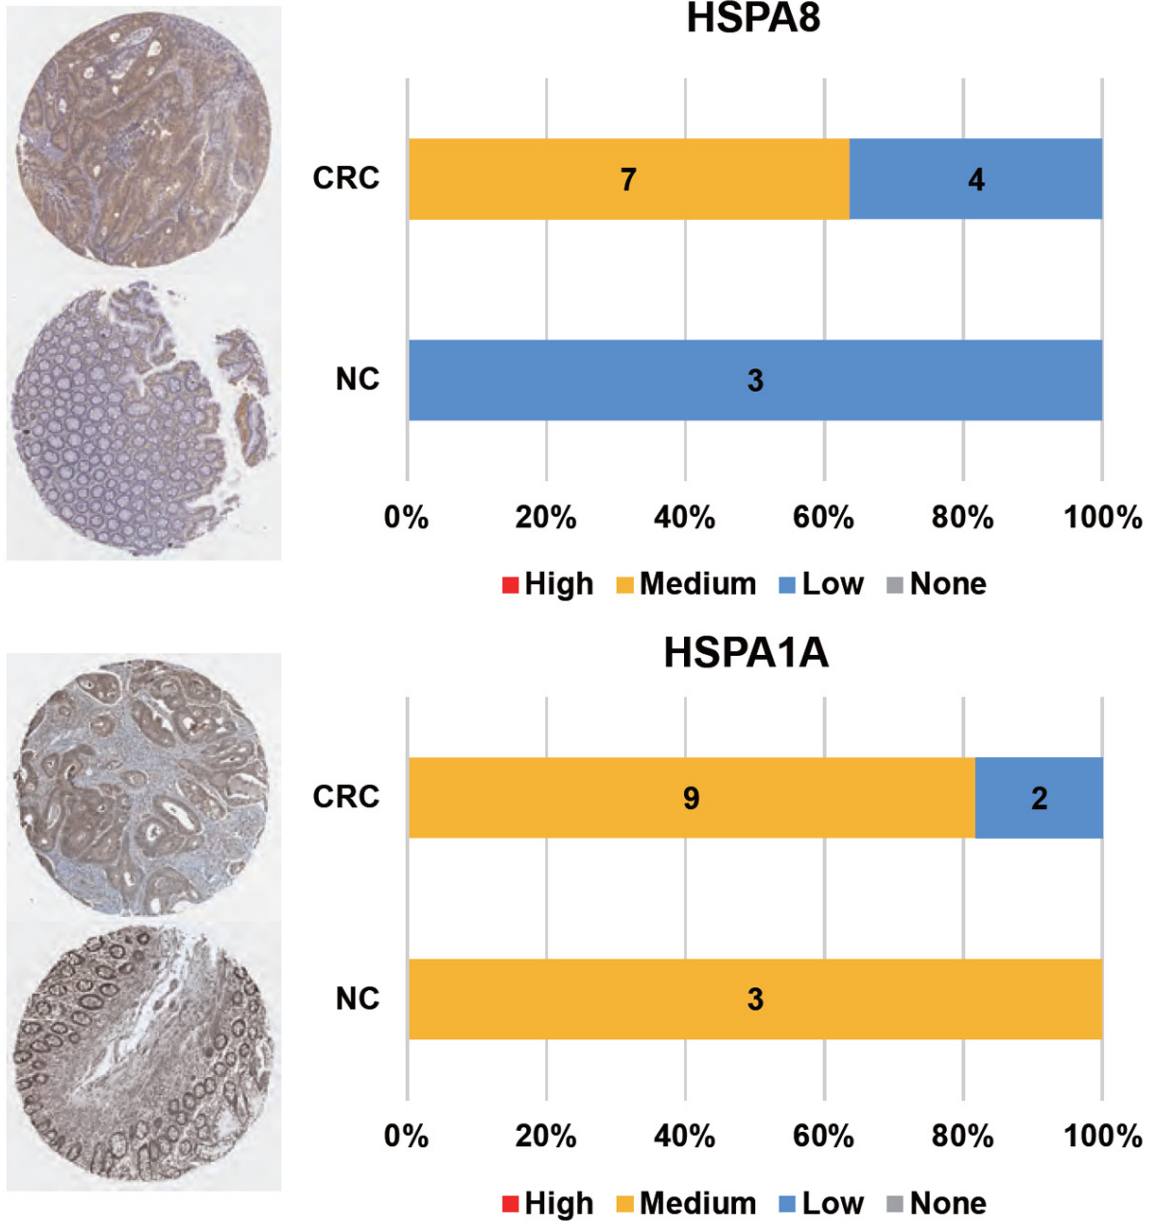 HSPA8
CRC 7 4
NC 3
0% 20% 40% 60% 80% 100%
High Medium Low None
HSPA1A
CRC 9 2
NC 3
0% 20% 40% 60% 80% 100%
High Medium Low None